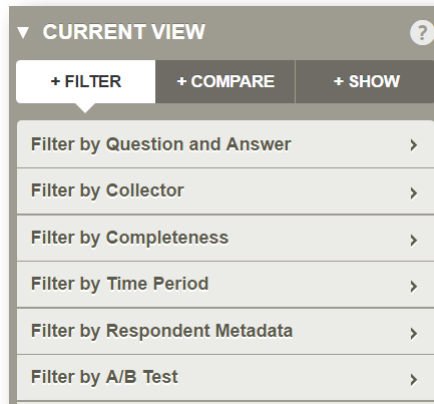 ▼ CURRENT VIEW ?
+ FILTER + COMPARE + SHOW
Filter by Question and Answer >
Filter by Collector >
Filter by Completeness >
Filter by Time Period >
Filter by Respondent Metadata >
Filter by A/B Test >